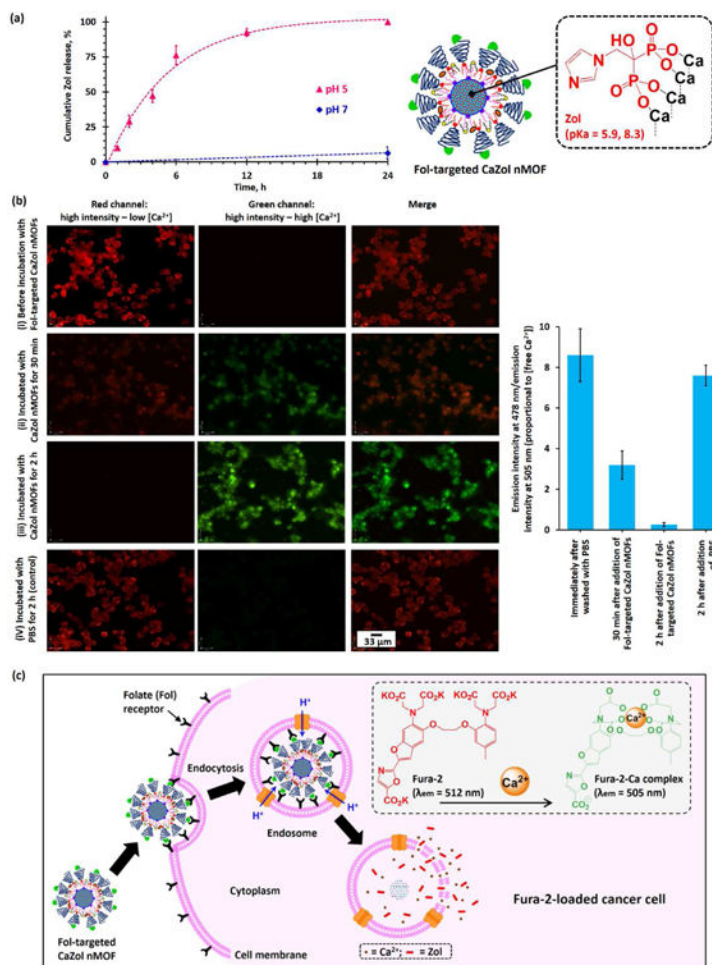 (a)
Cumulative Zol release, %
100
75
50
25
0
0
6
12
18
24
Time, h
pH 5
pH 7
HO
P
O
O
Ca
O
P
O
Ca
O
Ca
N
N
Zol
(pKa = 5.9, 8.3)
Fol-targeted CaZol nMOF
(b)
Red channel:
high intensity – low [Ca²⁺]
Green channel:
high intensity – high [Ca²⁺]
Merge
(i) Before incubation with
Fol-targeted CaZol nMOFs
(ii) Incubated with
CaZol nMOFs for 30 min
(iii) Incubated with
CaZol nMOFs for 2 h
(iV) Incubated with
PBS for 2 h (control)
33 μm
Emission intensity at 478 nm/emission
intensity at 505 nm (proportional to [free Ca²⁺])
10
8
6
4
2
0
Immediately after
washed with PBS
30 min after addition of
Fol-targeted CaZol nMOFs
2 h after addition of Fol-
targeted CaZol nMOFs
2 h after addition
of PBS
(c)
Folate (Fol)
receptor
Endocytosis
H⁺
H⁺
H⁺
Endosome
Cytoplasm
Fol-targeted
CaZol nMOF
Cell membrane
KO₂C
CO₂K
KO₂C
CO₂K
CO₂K
Fura-2
(λem = 512 nm)
Ca²⁺
Ca²⁺
Fura-2-Ca complex
(λem = 505 nm)
Fura-2-loaded cancer cell
= Ca²⁺; = Zol